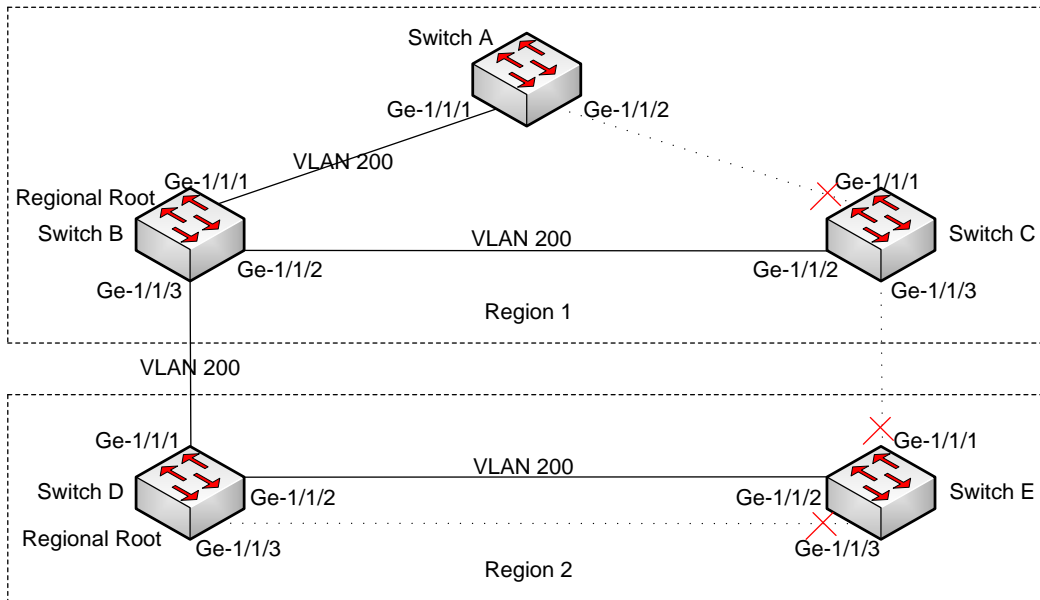 Switch A
Ge-1/1/1
Ge-1/1/2
VLAN 200
Ge-1/1/1
Ge-1/1/1
Regional Root
Switch B
VLAN 200
Switch C
Ge-1/1/2
Ge-1/1/2
Ge-1/1/3
Ge-1/1/3
Region 1
VLAN 200
Ge-1/1/1
Ge-1/1/1
VLAN 200
Switch D
Ge-1/1/2
Ge-1/1/2
Switch E
Regional Root
Ge-1/1/3
Ge-1/1/3
Region 2